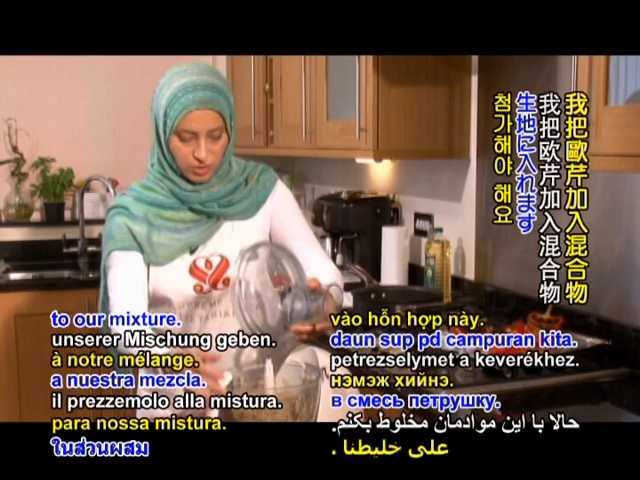 我把歐芹加入混合物
我把欧芹加入混合物
生地に入れます
첨가해야 해요
to our mixture.
unserer Mischung geben.
à notre mélange.
a nuestra mezcla.
il prezzemolo alla mistura.
para nossa mistura.
ในส่วนผสม
vào hỗn hợp này.
daun sup pd campuran kita.
petrezselymet a keverékhez.
нэмэж хийнэ.
в смесь петрушку.
حالا با این موادمان مخلوط بکنم.
على خليطنا .